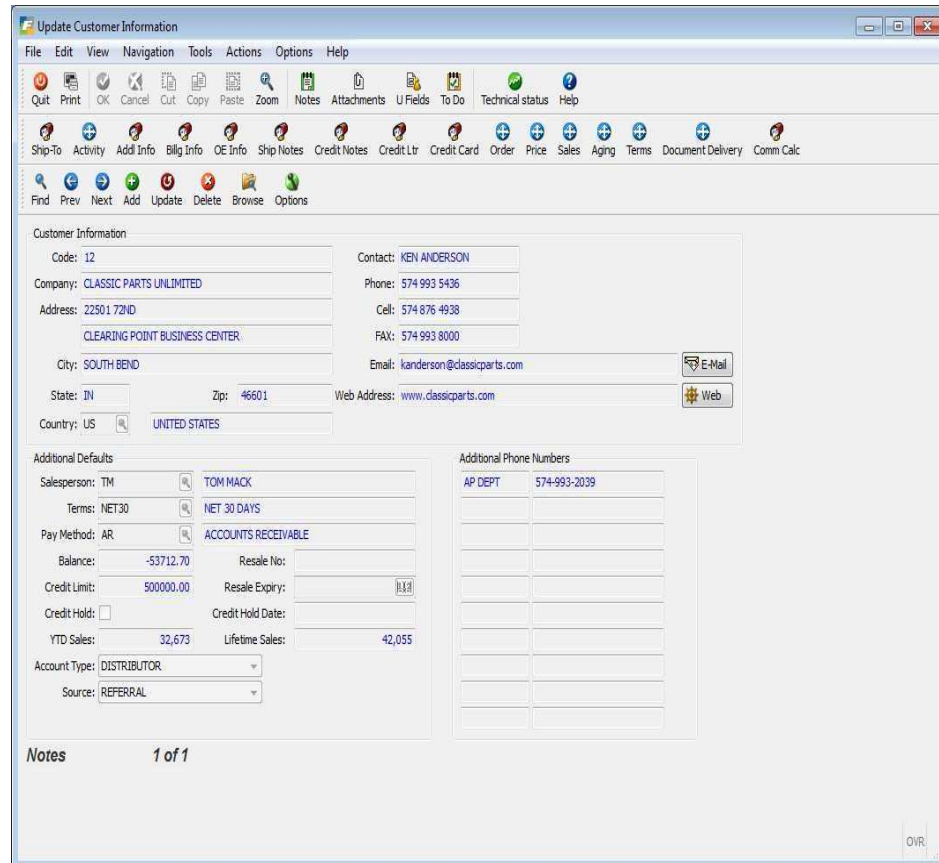 Update Customer Information
File Edit View Navigation Tools Actions Options Help
Quit Print OK Cancel Cut Copy Paste Zoom Notes Attachments U Fields To Do Technical status Help
Ship-To Activity Addl Info Billg Info OE Info Ship Notes Credit Notes Credit Ltr Credit Card Order Price Sales Aging Terms Document Delivery Comm Calc
Find Prev Next Add Update Delete Browse Options
Customer Information
Code: 12 Contact: KEN ANDERSON
Company: CLASSIC PARTS UNLIMITED Phone: 574 993 5436
Address: 22501 72ND Cell: 574 876 4938
CLEARING POINT BUSINESS CENTER FAX: 574 993 8000
City: SOUTH BEND Email: kanderson@classicparts.com E-Mail
State: IN Zip: 46601 Web Address: www.classicparts.com Web
Country: US UNITED STATES
Additional Defaults Additional Phone Numbers
Salesperson: TM TOM MACK AP DEPT 574-993-2039
Terms: NET30 NET 30 DAYS
Pay Method: AR ACCOUNTS RECEIVABLE
Balance: -53712.70 Resale No:
Credit Limit: 500000.00 Resale Expiry:
Credit Hold: Credit Hold Date:
YTD Sales: 32,673 Lifetime Sales: 42,055
Account Type: DISTRIBUTOR
Source: REFERRAL
Notes 1 of 1
OVR